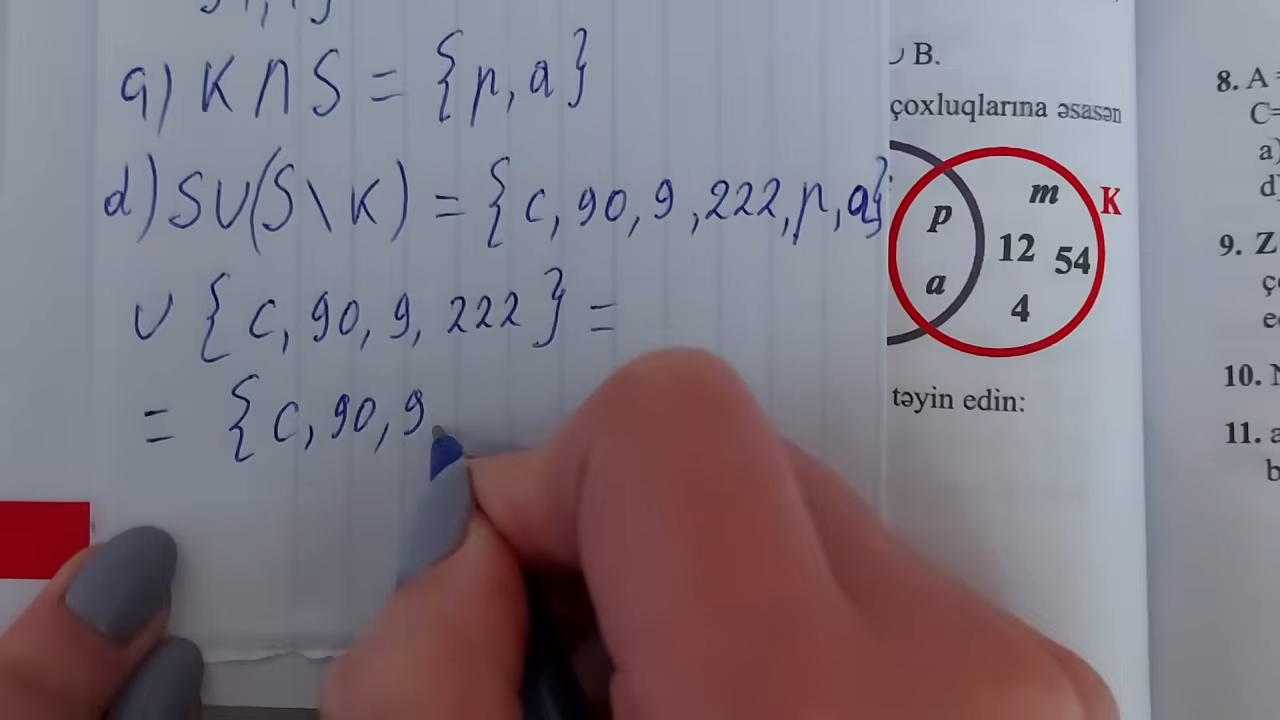 a) K ∩ S = {p, a}
d) S ∪ (S \ K) = {c, 90, 9, 222, p, a}
∪ {c, 90, 9, 222} =
= {c, 90, 9
B.
çoxluqlarına əsasən
m
K
p
12
54
a
4
təyin edin:
8. A
C=
a)
d
9. Z
10.
11. a
b